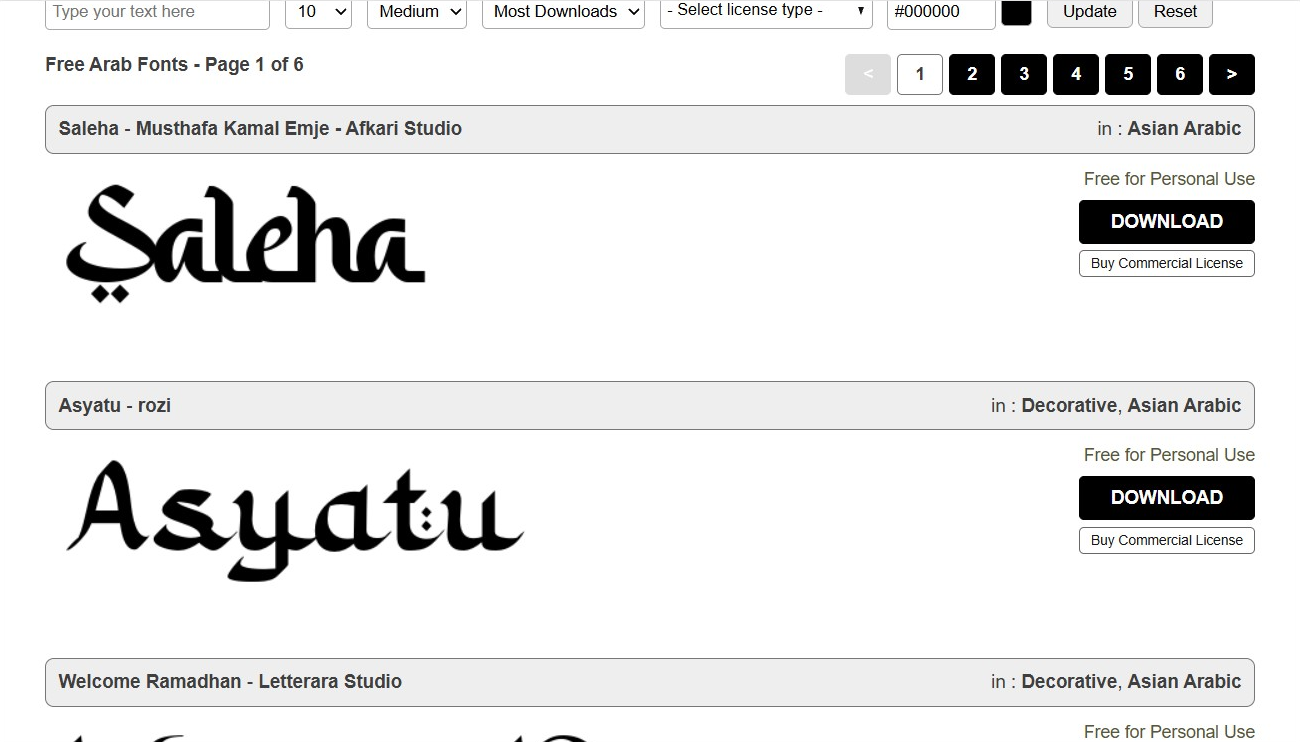 Type your text here 10 Medium Most Downloads - Select license type - #000000 Update Reset
Free Arab Fonts - Page 1 of 6 < 1 2 3 4 5 6 >
Saleha - Musthafa Kamal Emje - Afkari Studio in : Asian Arabic
Free for Personal Use
Saleha
DOWNLOAD
Buy Commercial License
Asyatu - rozi in : Decorative, Asian Arabic
Free for Personal Use
Asyatu
DOWNLOAD
Buy Commercial License
Welcome Ramadhan - Letterara Studio in : Decorative, Asian Arabic
Free for Personal Use